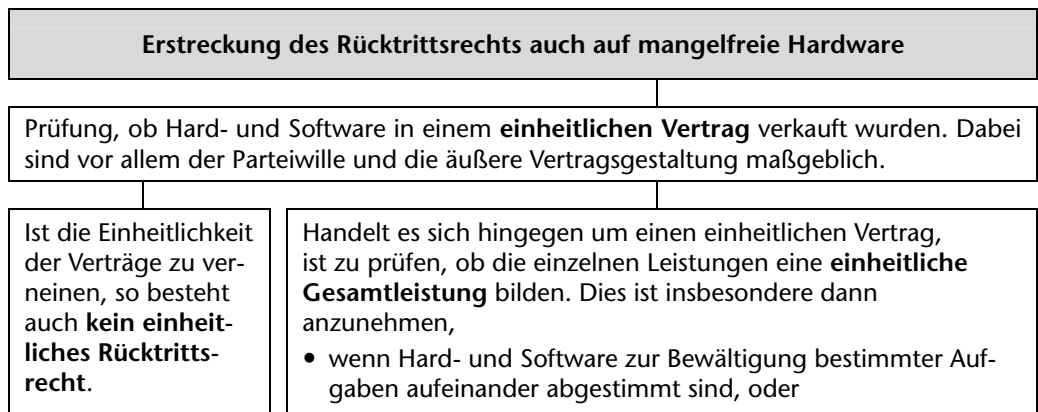 Erstreckung des Rücktrittsrechts auch auf mangelfreie Hardware
Prüfung, ob Hard- und Software in einem einheitlichen Vertrag verkauft wurden. Dabei
sind vor allem der Parteiwille und die äußere Vertragsgestaltung maßgeblich.
Ist die Einheitlichkeit
der Verträge zu ver-
neinen, so besteht
auch kein einheit-
liches Rücktritts-
recht.
Handelt es sich hingegen um einen einheitlichen Vertrag,
ist zu prüfen, ob die einzelnen Leistungen eine einheitliche
Gesamtleistung bilden. Dies ist insbesondere dann
anzunehmen,
• wenn Hard- und Software zur Bewältigung bestimmter Auf-
gaben aufeinander abgestimmt sind, oder